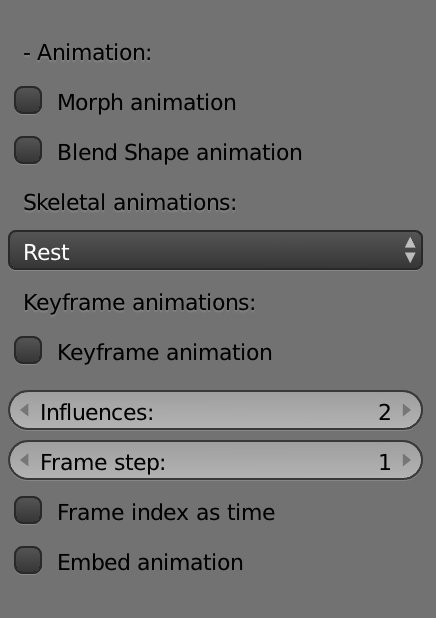 - Animation:
Morph animation
Blend Shape animation
Skeletal animations:
Rest
Keyframe animations:
Keyframe animation
Influences: 2
Frame step: 1
Frame index as time
Embed animation